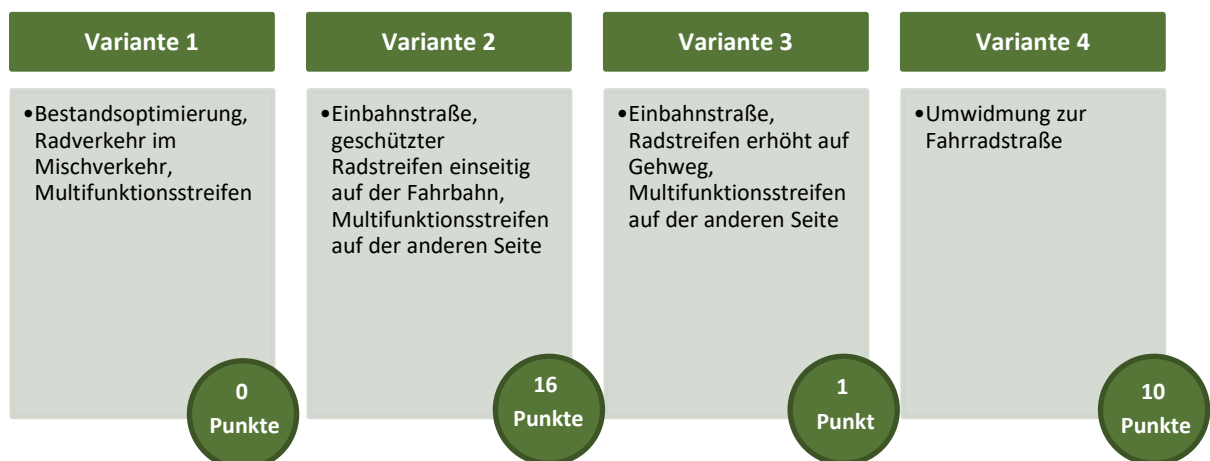 Variante 1
•Bestandsoptimierung,
Radverkehr im
Mischverkehr,
Multifunktionsstreifen
0
Punkte
Variante 2
•Einbahnstraße,
geschützter
Radstreifen einseitig
auf der Fahrbahn,
Multifunktionsstreifen
auf der anderen Seite
16
Punkte
Variante 3
•Einbahnstraße,
Radstreifen erhöht auf
Gehweg,
Multifunktionsstreifen
auf der anderen Seite
1
Punkt
Variante 4
•Umwidmung zur
Fahrradstraße
10
Punkte